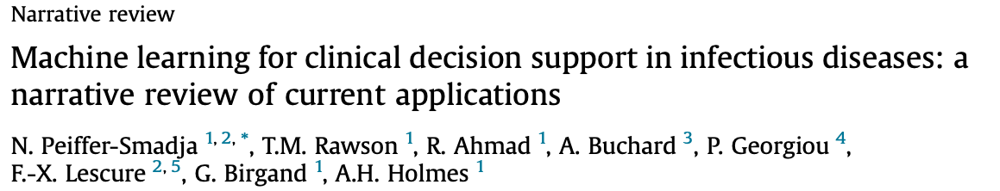 Narrative review
Machine learning for clinical decision support in infectious diseases: a
narrative review of current applications
N. Peiffer-Smadja 1, 2, *, T.M. Rawson 1, R. Ahmad 1, A. Buchard 3, P. Georgiou 4,
F.-X. Lescure 2, 5, G. Birgand 1, A.H. Holmes 1